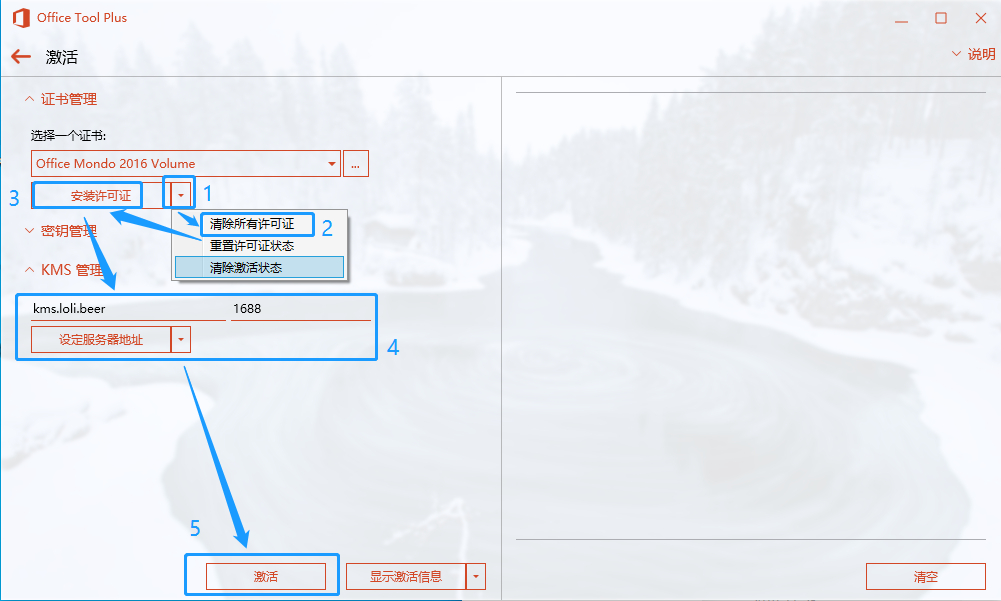 Office Tool Plus
激活
说明
证书管理
选择一个证书:
Office Mondo 2016 Volume
...
3
安装许可证
1
清除所有许可证
2
密钥管理
重置许可证状态
KMS 管理
清除激活状态
kms.loli.beer
1688
设定服务器地址
4
5
激活
显示激活信息
清空